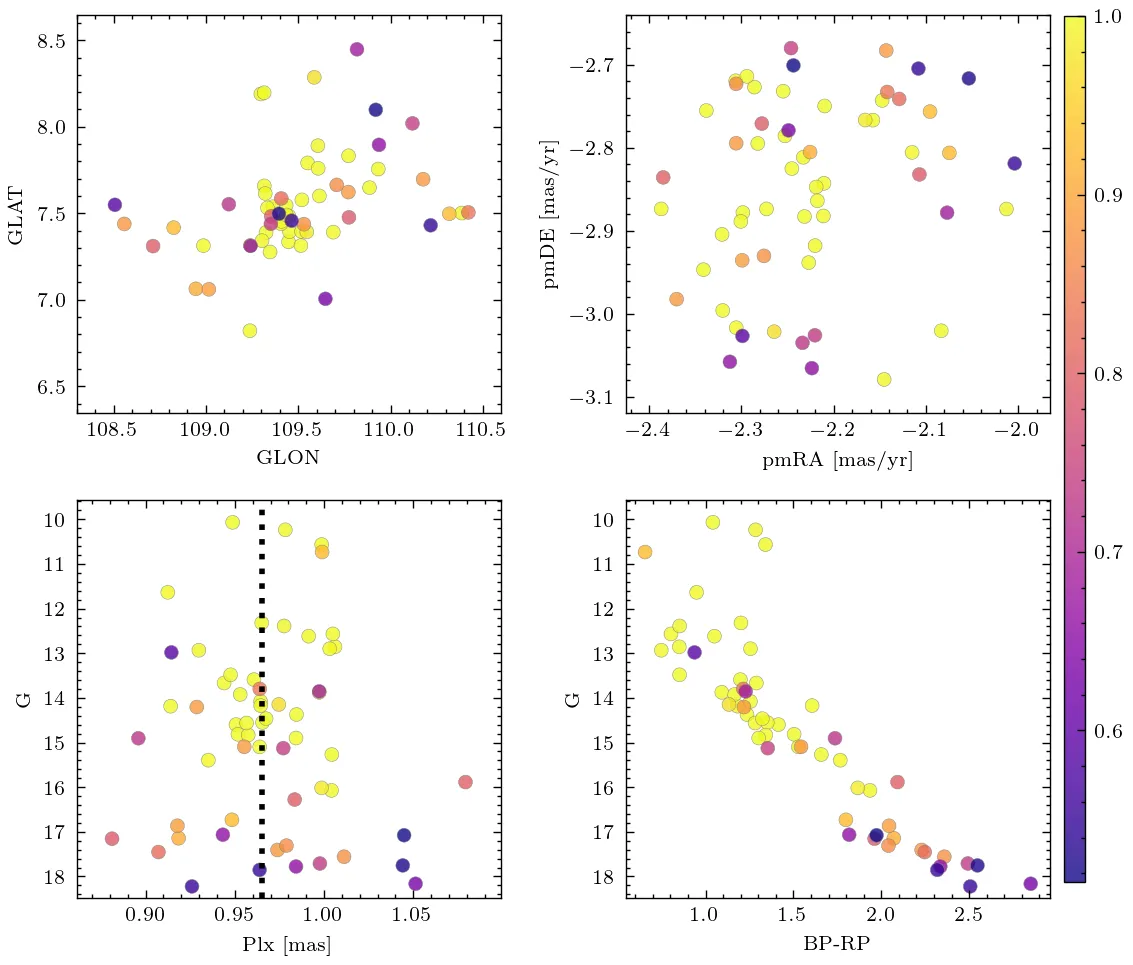 8.5
8.0
7.5
7.0
6.5
GLAT
108.5 109.0 109.5 110.0 110.5
GLON
−2.7
−2.8
−2.9
−3.0
−3.1
pmDE [mas/yr]
−2.4 −2.3 −2.2 −2.1 −2.0
pmRA [mas/yr]
10
11
12
13
14
15
16
17
18
G
0.90 0.95 1.00 1.05
Plx [mas]
10
11
12
13
14
15
16
17
18
G
1.0 1.5 2.0 2.5
BP-RP
1.0
0.9
0.8
0.7
0.6